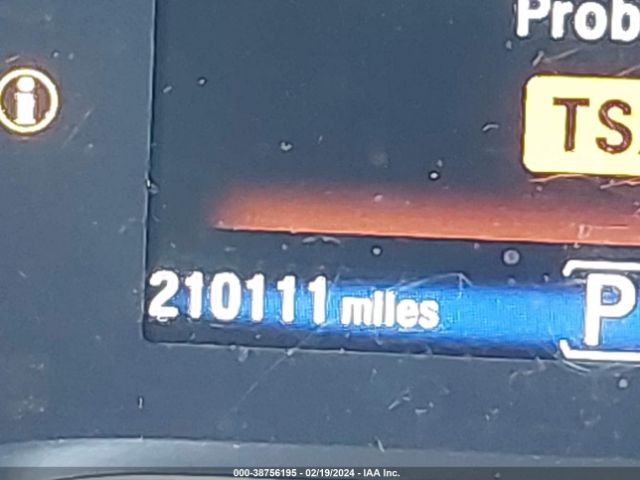 Prob
TS
210111 miles
P
000-38756195 - 02/19/2024 - IAA Inc.